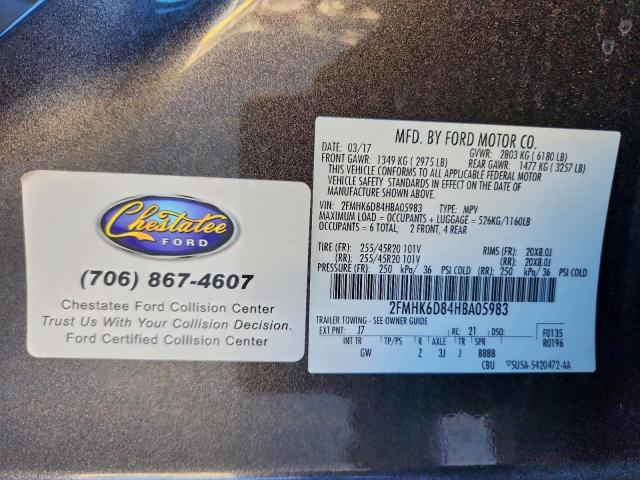 Chestatee
FORD
(706) 867-4607
Chestatee Ford Collision Center
Trust Us With Your Collision Decision.
Ford Certified Collision Center
MFD. BY FORD MOTOR CO.
DATE: 03/17 GVWR: 2803 KG ( 6180 LB)
FRONT GAWR: 1349 KG ( 2975 LB) REAR GAWR: 1477 KG ( 3257 LB)
THIS VEHICLE CONFORMS TO ALL APPLICABLE FEDERAL MOTOR
VEHICLE SAFETY STANDARDS IN EFFECT ON THE DATE OF
MANUFACTURE SHOWN ABOVE.
VIN: 2FMHK6D84HBA05983 TYPE: MPV
MAXIMUM LOAD = OCCUPANTS + LUGGAGE = 526KG/1160LB
OCCUPANTS = 6 TOTAL; 2 FRONT, 4 REAR
TIRE (FR): 255/45R20 101V RIMS (FR): 20X8.0J
(RR): 255/45R20 101V (RR): 20X8.0J
PRESSURE (FR): 250 kPa/ 36 PSI COLD (RR): 250 kPa/ 36 PSI COLD
2FMHK6D84HBA05983
TRAILER TOWING - SEE OWNER GUIDE
EXT PNT: J7 RC: 21 DSO: F0135
R0196
INT TR TP/PS R AXLE TR SPR
GW Z 3J J BBBB
CBU SU5A-5420472-AA